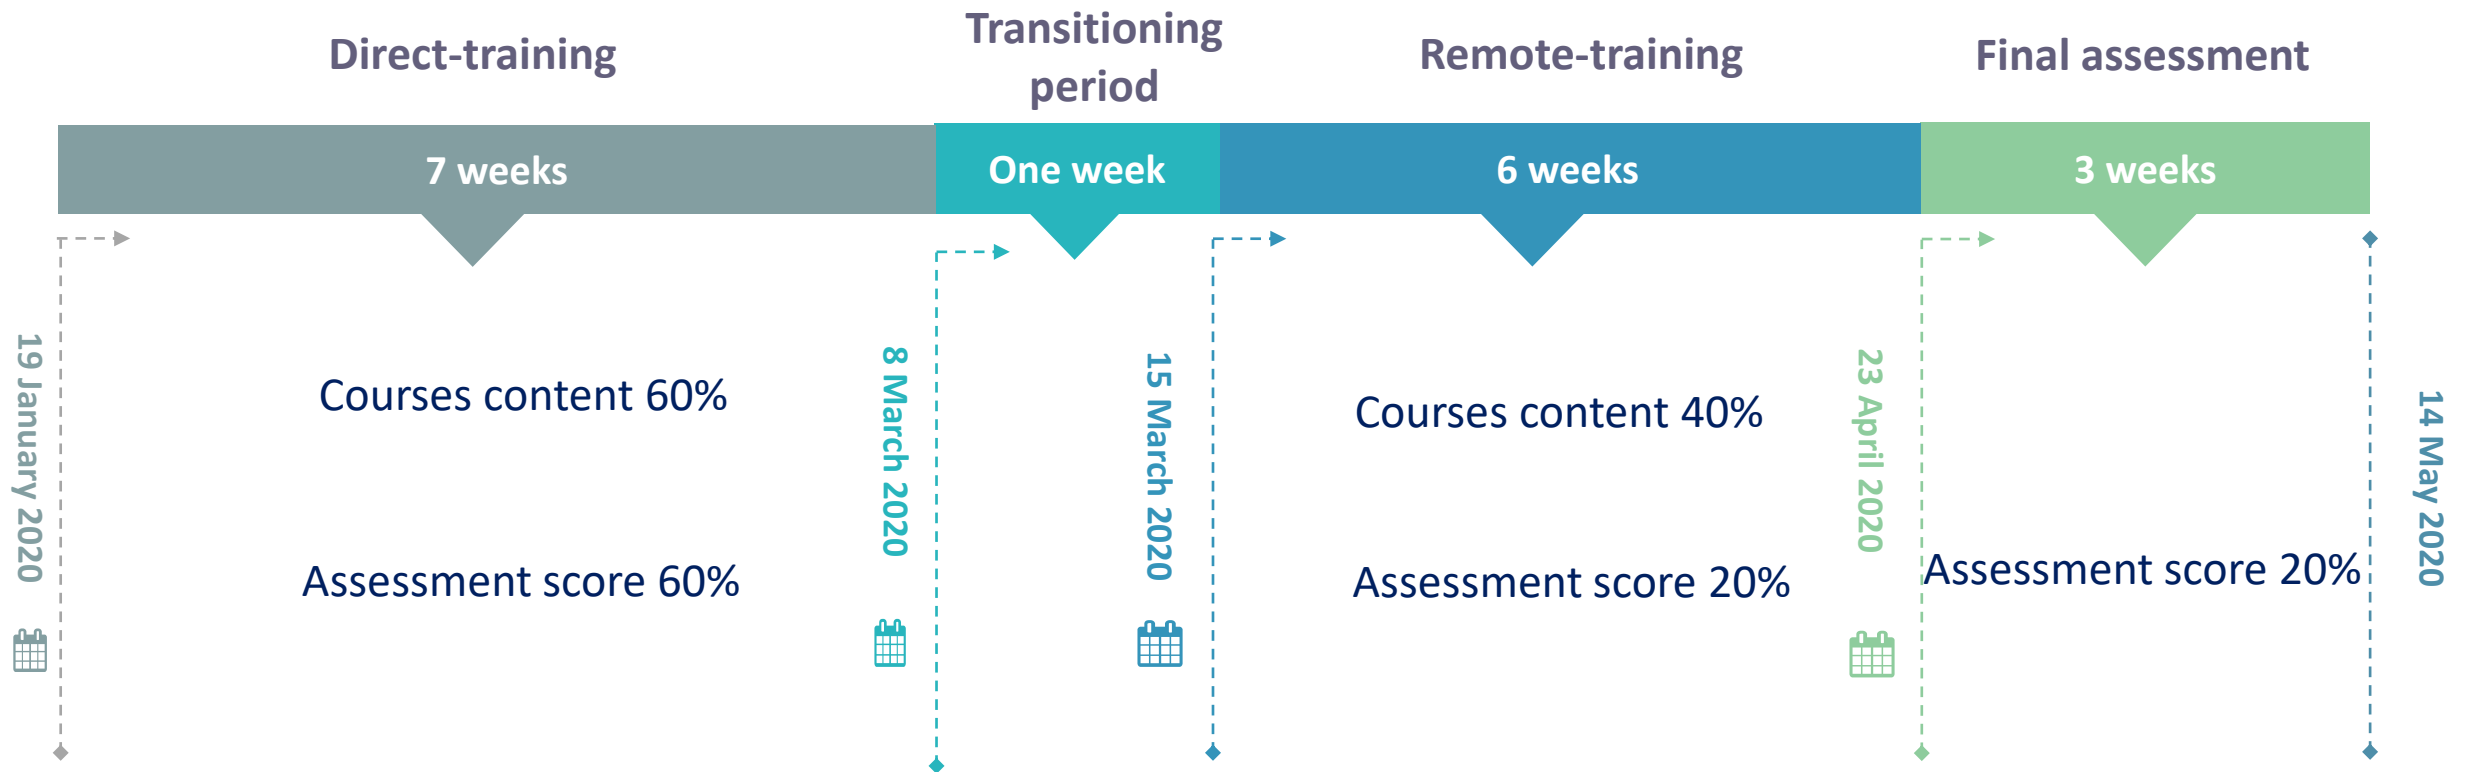 Direct-training
Transitioning
period
Remote-training
Final assessment
7 weeks
One week
6 weeks
3 weeks
19 January 2020
Courses content 60%
Assessment score 60%
8 March 2020
15 March 2020
Courses content 40%
Assessment score 20%
23 April 2020
Assessment score 20%
14 May 2020